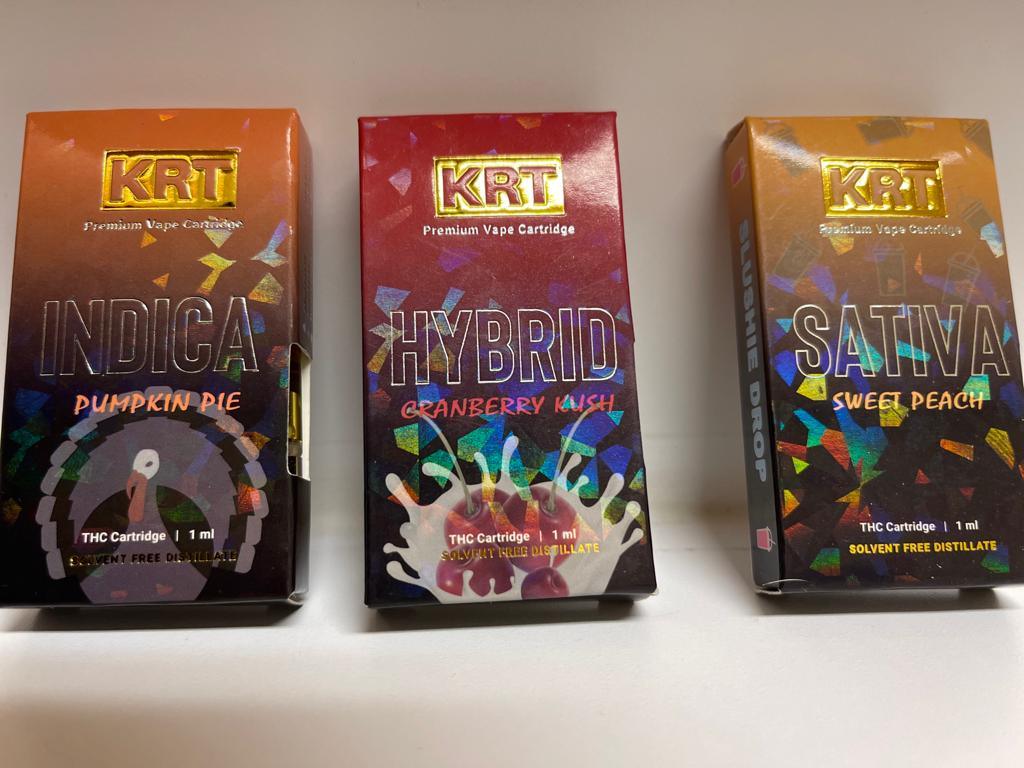 KRT
Premium Vape Cartridge
INDICA
PUMPKIN PIE
THC Cartridge | 1 ml
SOLVENT FREE DISTILLATE
KRT
Premium Vape Cartridge
HYBRID
CRANBERRY KUSH
THC Cartridge | 1 ml
SOLVENT FREE DISTILLATE
SLUSHIE DROP
KRT
Premium Vape Cartridge
SATIVA
SWEET PEACH
THC Cartridge | 1 ml
SOLVENT FREE DISTILLATE